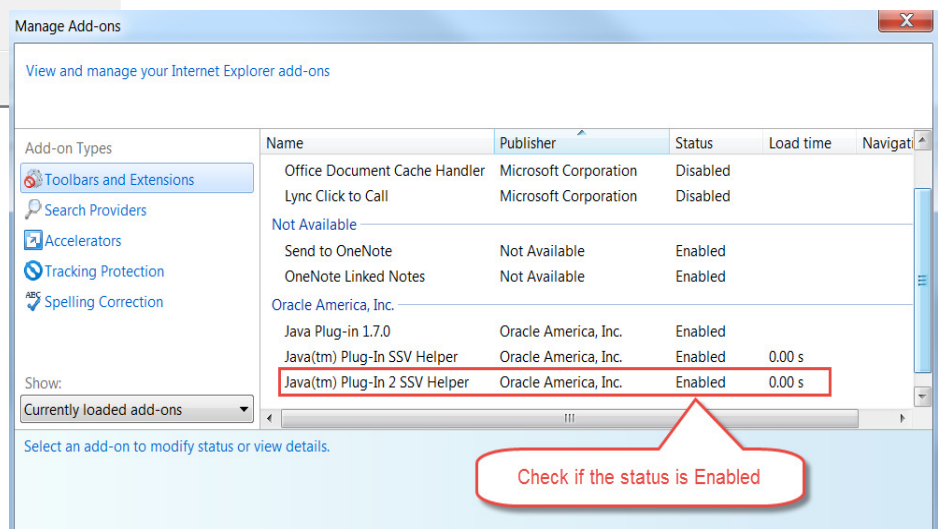 Manage Add-ons
View and manage your Internet Explorer add-ons
Add-on Types
Toolbars and Extensions
Search Providers
Accelerators
Tracking Protection
ABC Spelling Correction
Show:
Currently loaded add-ons
Name Publisher Status Load time Navigati
Office Document Cache Handler Microsoft Corporation Disabled
Lync Click to Call Microsoft Corporation Disabled
Not Available
Send to OneNote Not Available Enabled
OneNote Linked Notes Not Available Enabled
Oracle America, Inc.
Java Plug-in 1.7.0 Oracle America, Inc. Enabled
Java(tm) Plug-In SSV Helper Oracle America, Inc. Enabled 0.00 s
Java(tm) Plug-In 2 SSV Helper Oracle America, Inc. Enabled 0.00 s
Select an add-on to modify status or view details.
Check if the status is Enabled